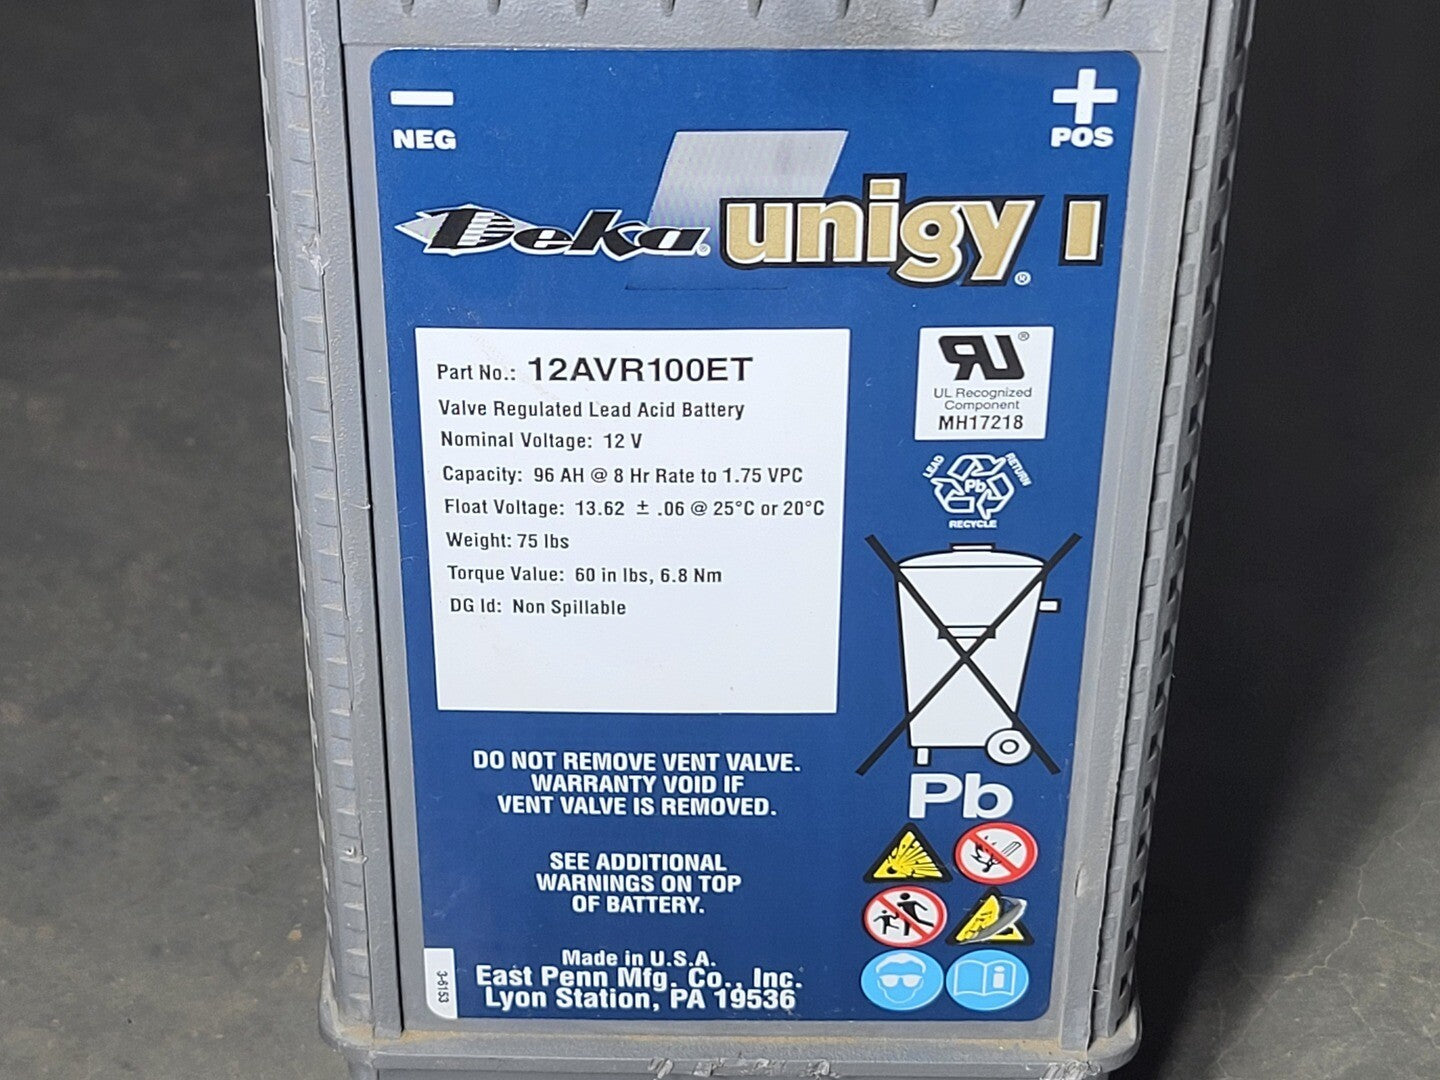 NEG
POS
Deka® unigy® I
Part No.: 12AVR100ET
Valve Regulated Lead Acid Battery
Nominal Voltage: 12 V
Capacity: 96 AH @ 8 Hr Rate to 1.75 VPC
Float Voltage: 13.62 ± .06 @ 25°C or 20°C
Weight: 75 lbs
Torque Value: 60 in lbs, 6.8 Nm
DG Id: Non Spillable
RU®
UL Recognized
Component
MH17218
LEAD
RETURN
Pb
RECYCLE
Pb
DO NOT REMOVE VENT VALVE.
WARRANTY VOID IF
VENT VALVE IS REMOVED.
SEE ADDITIONAL
WARNINGS ON TOP
OF BATTERY.
Made in U.S.A.
East Penn Mfg. Co., Inc.
Lyon Station, PA 19536
3-6153